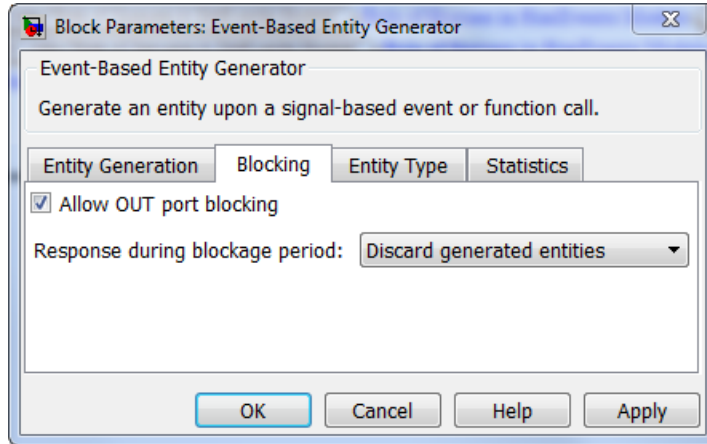 Block Parameters: Event-Based Entity Generator
Event-Based Entity Generator
Generate an entity upon a signal-based event or function call.
Entity Generation Blocking Entity Type Statistics
Allow OUT port blocking
Response during blockage period: Discard generated entities
OK Cancel Help Apply